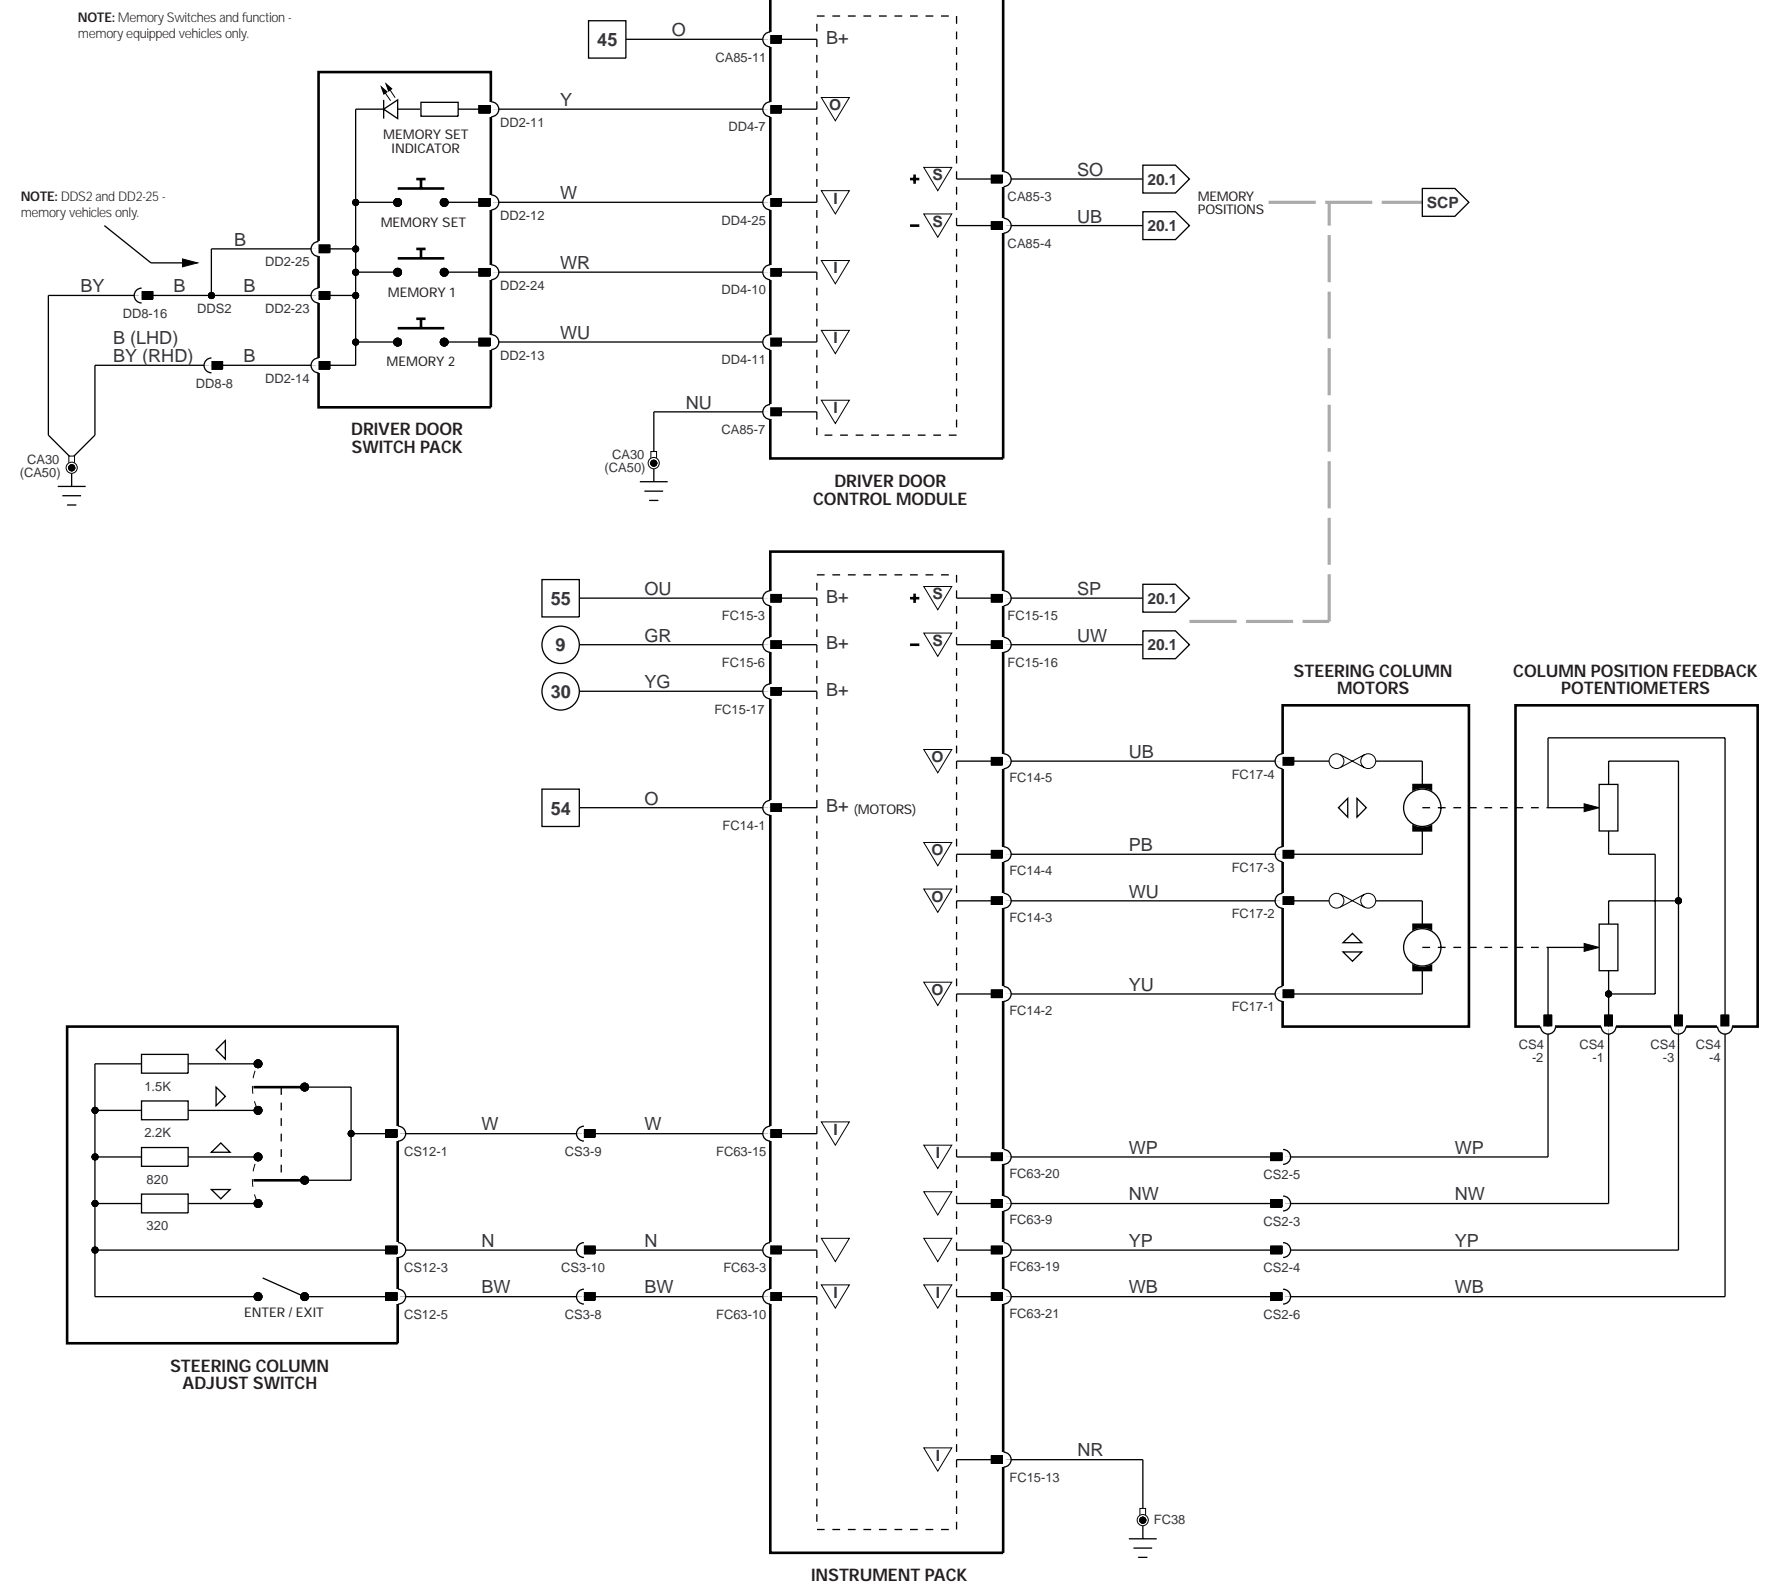 NOTE: Memory Switches and function -
memory equipped vehicles only.
45
O
CA85-11
B+
MEMORY SET
INDICATOR
DD2-11
Y
DD4-7
O
NOTE: DDS2 and DD2-25 -
memory vehicles only.
MEMORY SET
DD2-12
W
DD4-25
I
+
S
CA85-3
SO
20.1
–
S
CA85-4
UB
20.1
MEMORY
POSITIONS
SCP
B
DD2-25
MEMORY 1
DD2-24
WR
DD4-10
I
BY
DD8-16
B
DDS2
B
DD2-23
MEMORY 2
DD2-13
WU
DD4-11
I
B (LHD)
BY (RHD)
DD8-8
B
DD2-14
NU
CA85-7
I
DRIVER DOOR
SWITCH PACK
CA30
(CA50)
CA30
(CA50)
DRIVER DOOR
CONTROL MODULE
55
OU
FC15-3
B+
+
S
FC15-15
SP
20.1
9
GR
FC15-6
B+
–
S
FC15-16
UW
20.1
30
YG
FC15-17
B+
STEERING COLUMN
MOTORS
COLUMN POSITION FEEDBACK
POTENTIOMETERS
O
FC14-5
UB
FC17-4
54
O
FC14-1
B+ (MOTORS)
O
FC14-4
PB
FC17-3
O
FC14-3
WU
FC17-2
O
FC14-2
YU
FC17-1
CS4
-2
CS4
-1
CS4
-3
CS4
-4
1.5K
2.2K
820
320
CS12-1
W
CS3-9
W
FC63-15
I
I
FC63-20
WP
CS2-5
WP
FC63-9
NW
CS2-3
NW
CS12-3
N
CS3-10
N
FC63-3
FC63-19
YP
CS2-4
YP
ENTER / EXIT
CS12-5
BW
CS3-8
BW
FC63-10
I
I
FC63-21
WB
CS2-6
WB
STEERING COLUMN
ADJUST SWITCH
I
FC15-13
NR
FC38
INSTRUMENT PACK